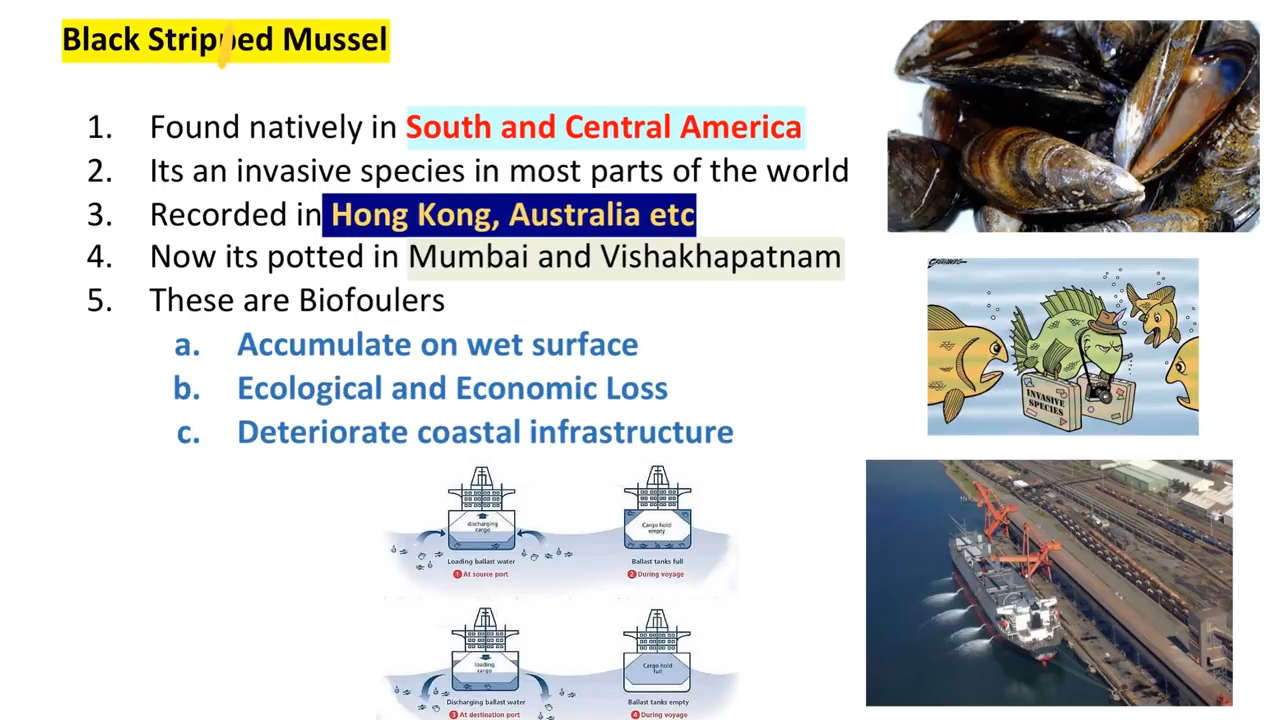 Black Stripped Mussel
1. Found natively in South and Central America
2. Its an invasive species in most parts of the world
3. Recorded in Hong Kong, Australia etc
4. Now its potted in Mumbai and Vishakhapatnam
5. These are Biofoulers
a. Accumulate on wet surface
b. Ecological and Economic Loss
c. Deteriorate coastal infrastructure
INVASIVE
SPECIES
discharging
cargo
Loading ballast water
1 At source port
Cargo hold
empty
Ballast tanks full
2 During voyage
loading
cargo
Discharging ballast water
3 At destination port
Cargo hold
full
Ballast tanks empty
4 During voyage